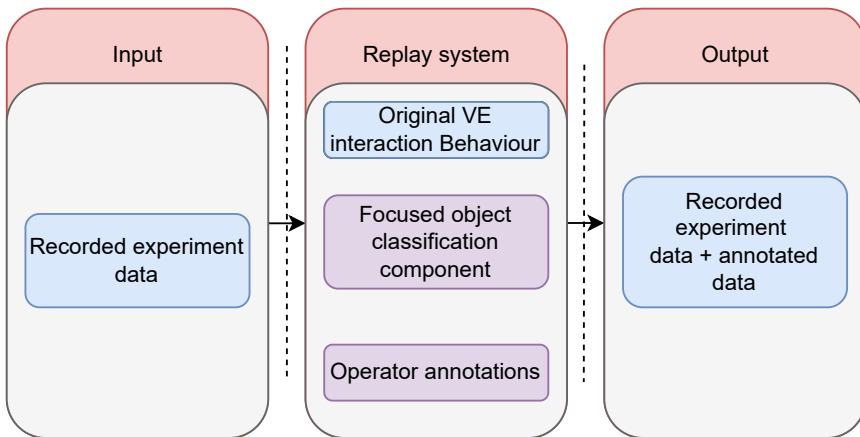 Input
Recorded experiment
data
Replay system
Original VE
interaction Behaviour
Focused object
classification
component
Operator annotations
Output
Recorded
experiment
data + annotated
data